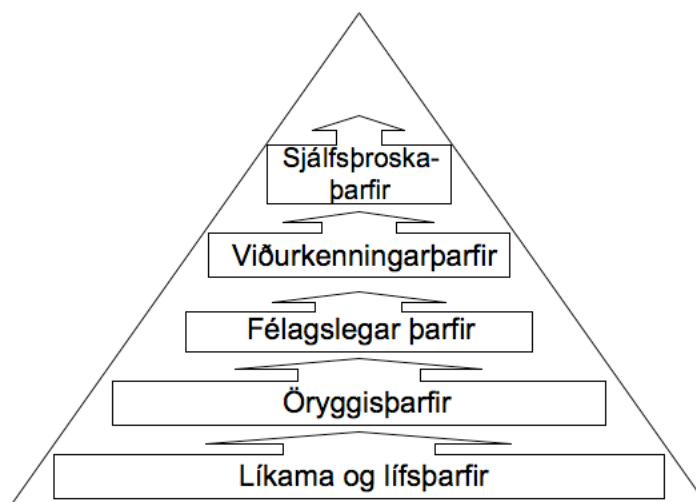 Sjálfsþroska-
þarfir
Viðurkenningarþarfir
Félagslegar þarfir
Öryggisþarfir
Líkama og lífsþarfir